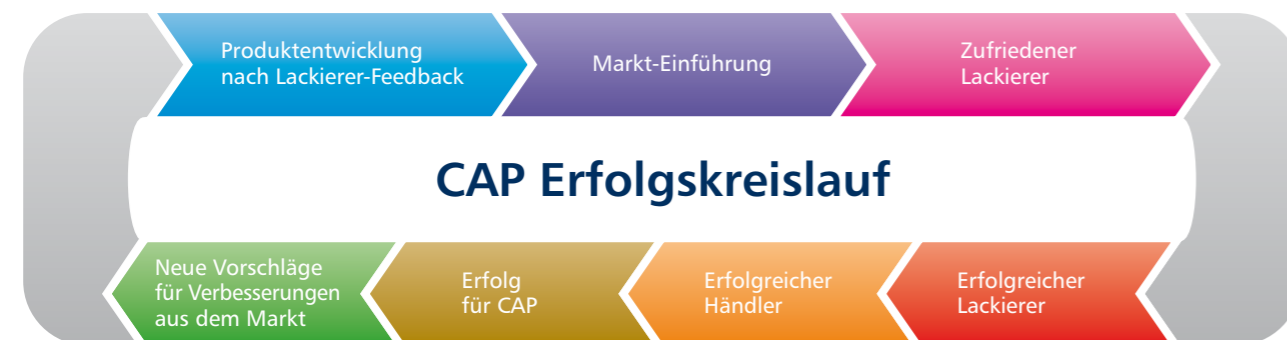 Produktentwicklung
nach Lackierer-Feedback
Markt-Einführung
Zufriedener
Lackierer
CAP Erfolgskreislauf
Neue Vorschläge
für Verbesserungen
aus dem Markt
Erfolg
für CAP
Erfolgreicher
Händler
Erfolgreicher
Lackierer